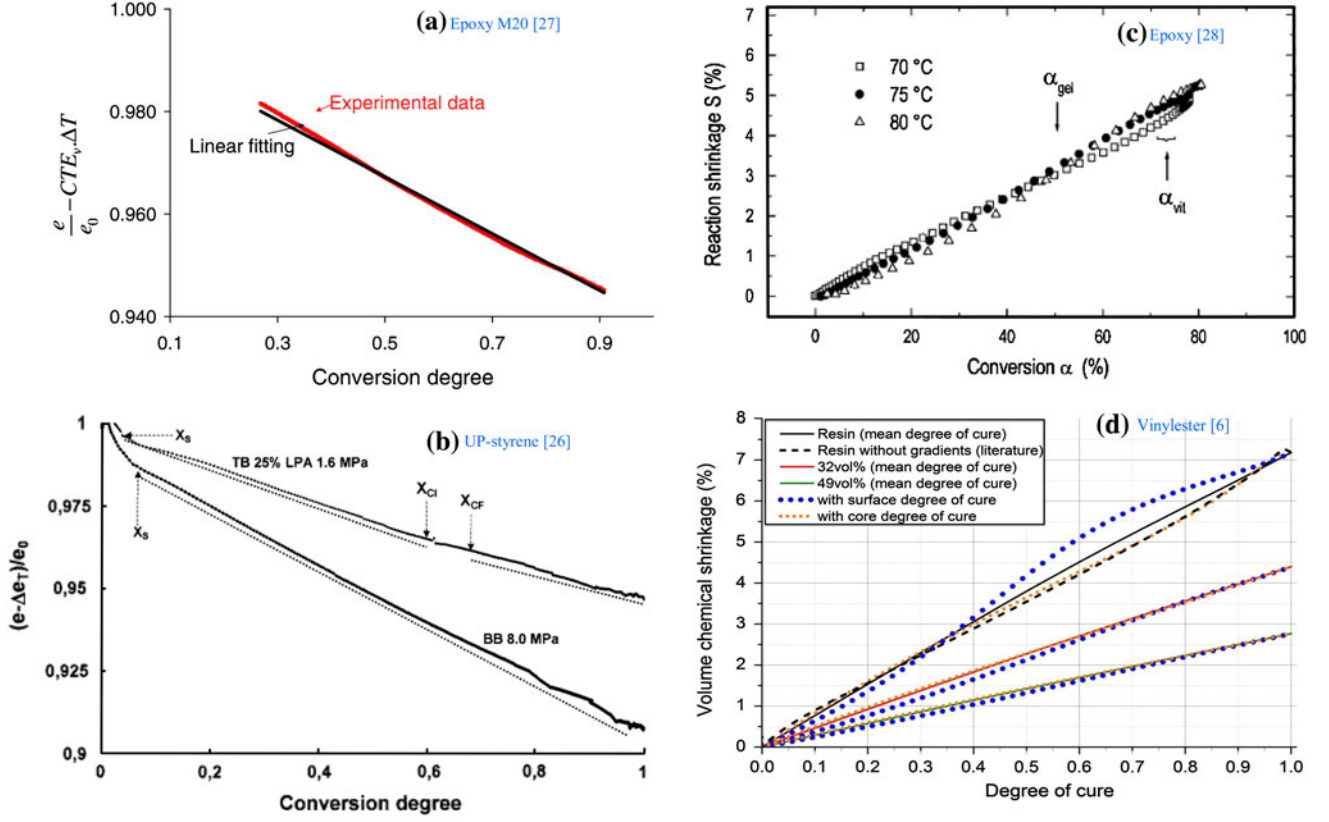 (a) Epoxy M20 [27]
1.000
0.980
0.960
0.940
e/e₀ − CTEᵥ.ΔT
Experimental data
Linear fitting
0.1 0.3 0.5 0.7 0.9
Conversion degree
(c) Epoxy [28]
Reaction shrinkage S (%)
6
5
4
3
2
1
0
70 °C
75 °C
80 °C
αgel
αvit.
0 20 40 60 80 100
Conversion α (%)
(b) UP-styrene [26]
(e-ΔeT)/e0
1
0,975
0,95
0,925
0,9
Xs
TB 25% LPA 1.6 MPa
XCI
XCF
Xs
BB 8.0 MPa
0 0,2 0,4 0,6 0,8 1
Conversion degree
(d) Vinylester [6]
Volume chemical shrinkage (%)
8
7
6
5
4
3
2
1
0
Resin (mean degree of cure)
Resin without gradients (literature)
32vol% (mean degree of cure)
49vol% (mean degree of cure)
with surface degree of cure
with core degree of cure
0.0 0.1 0.2 0.3 0.4 0.5 0.6 0.7 0.8 0.9 1.0
Degree of cure